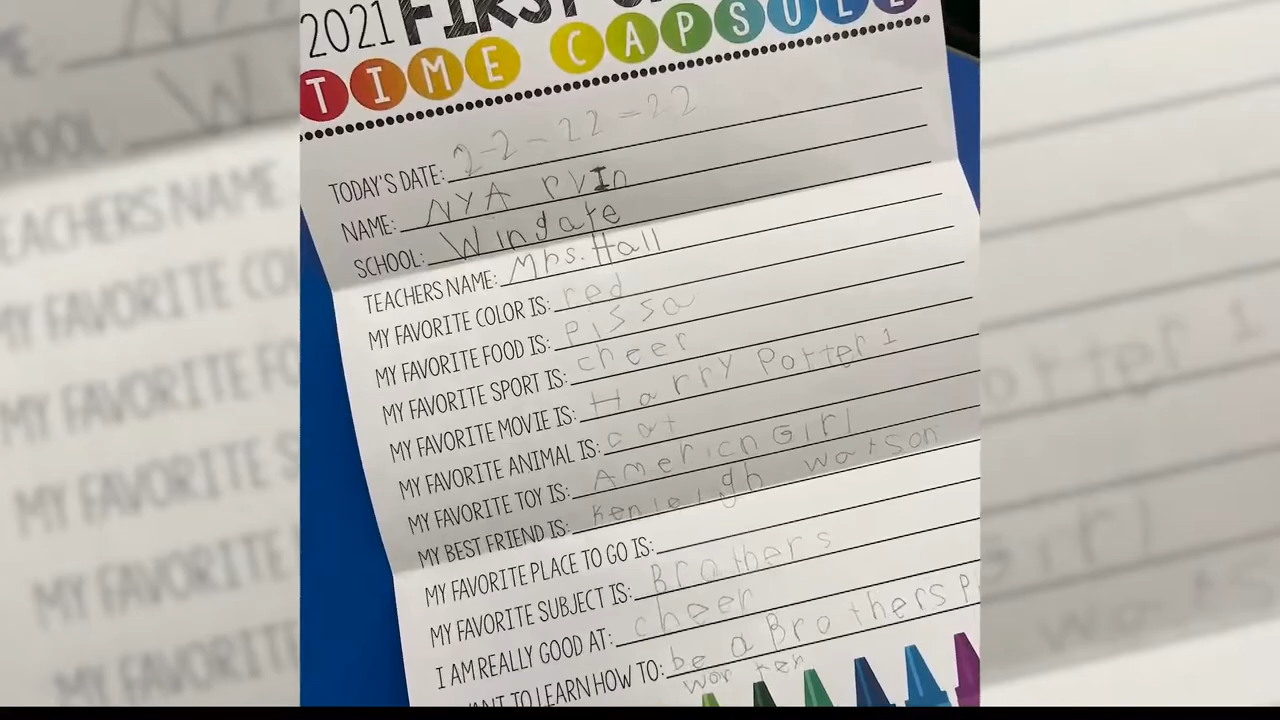 2021 FIRST
TIME CAPSULE
TODAY'S DATE: 2-2-22=22
NAME: NYA PVIn
SCHOOL: Wingate
TEACHERS NAME: Mrs. Hall
MY FAVORITE COLOR IS: red
MY FAVORITE FOOD IS: pissa
MY FAVORITE SPORT IS: cheer
MY FAVORITE MOVIE IS: Harry Potter 1
MY FAVORITE ANIMAL IS: cat
MY FAVORITE TOY IS: AmericnGirl
MY BEST FRIEND IS: Kenleigh watson
MY FAVORITE PLACE TO GO IS:
MY FAVORITE SUBJECT IS: Brothers
I AM REALLY GOOD AT: cheer
WANT TO LEARN HOW TO: be a Brothers P
worter